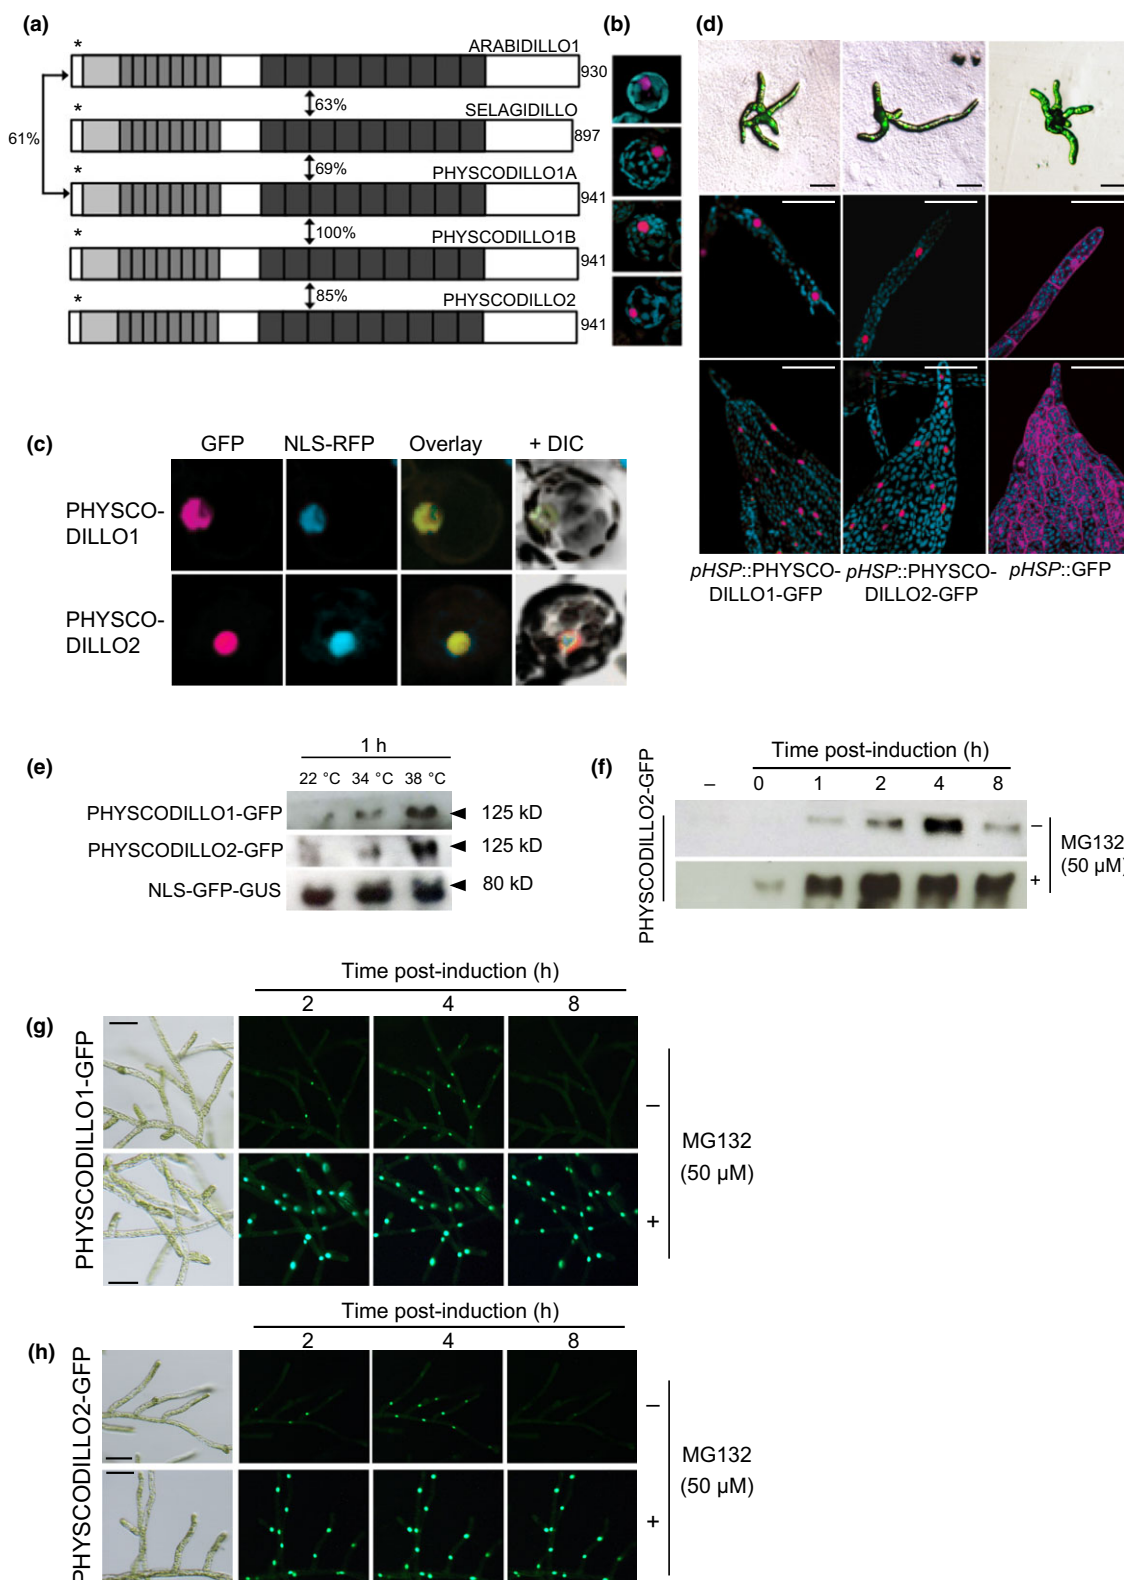 (a)
*
ARABIDILLO1
930
63%
*
SELAGIDILLO
897
61%
69%
*
PHYSCODILLO1A
941
100%
*
PHYSCODILLO1B
941
85%
*
PHYSCODILLO2
941
(b)
(d)
pHSP::PHYSCO-
DILLO1-GFP
pHSP::PHYSCO-
DILLO2-GFP
pHSP::GFP
(c)
GFP NLS-RFP Overlay + DIC
PHYSCO-
DILLO1
PHYSCO-
DILLO2
(e)
1 h
22 °C 34 °C 38 °C
PHYSCODILLO1-GFP
125 kD
PHYSCODILLO2-GFP
125 kD
NLS-GFP-GUS
80 kD
(f)
Time post-induction (h)
– 0 1 2 4 8
PHYSCODILLO2-GFP
–
+
MG132
(50 µM)
(g)
Time post-induction (h)
2 4 8
PHYSCODILLO1-GFP
–
+
MG132
(50 µM)
(h)
Time post-induction (h)
2 4 8
PHYSCODILLO2-GFP
–
+
MG132
(50 µM)